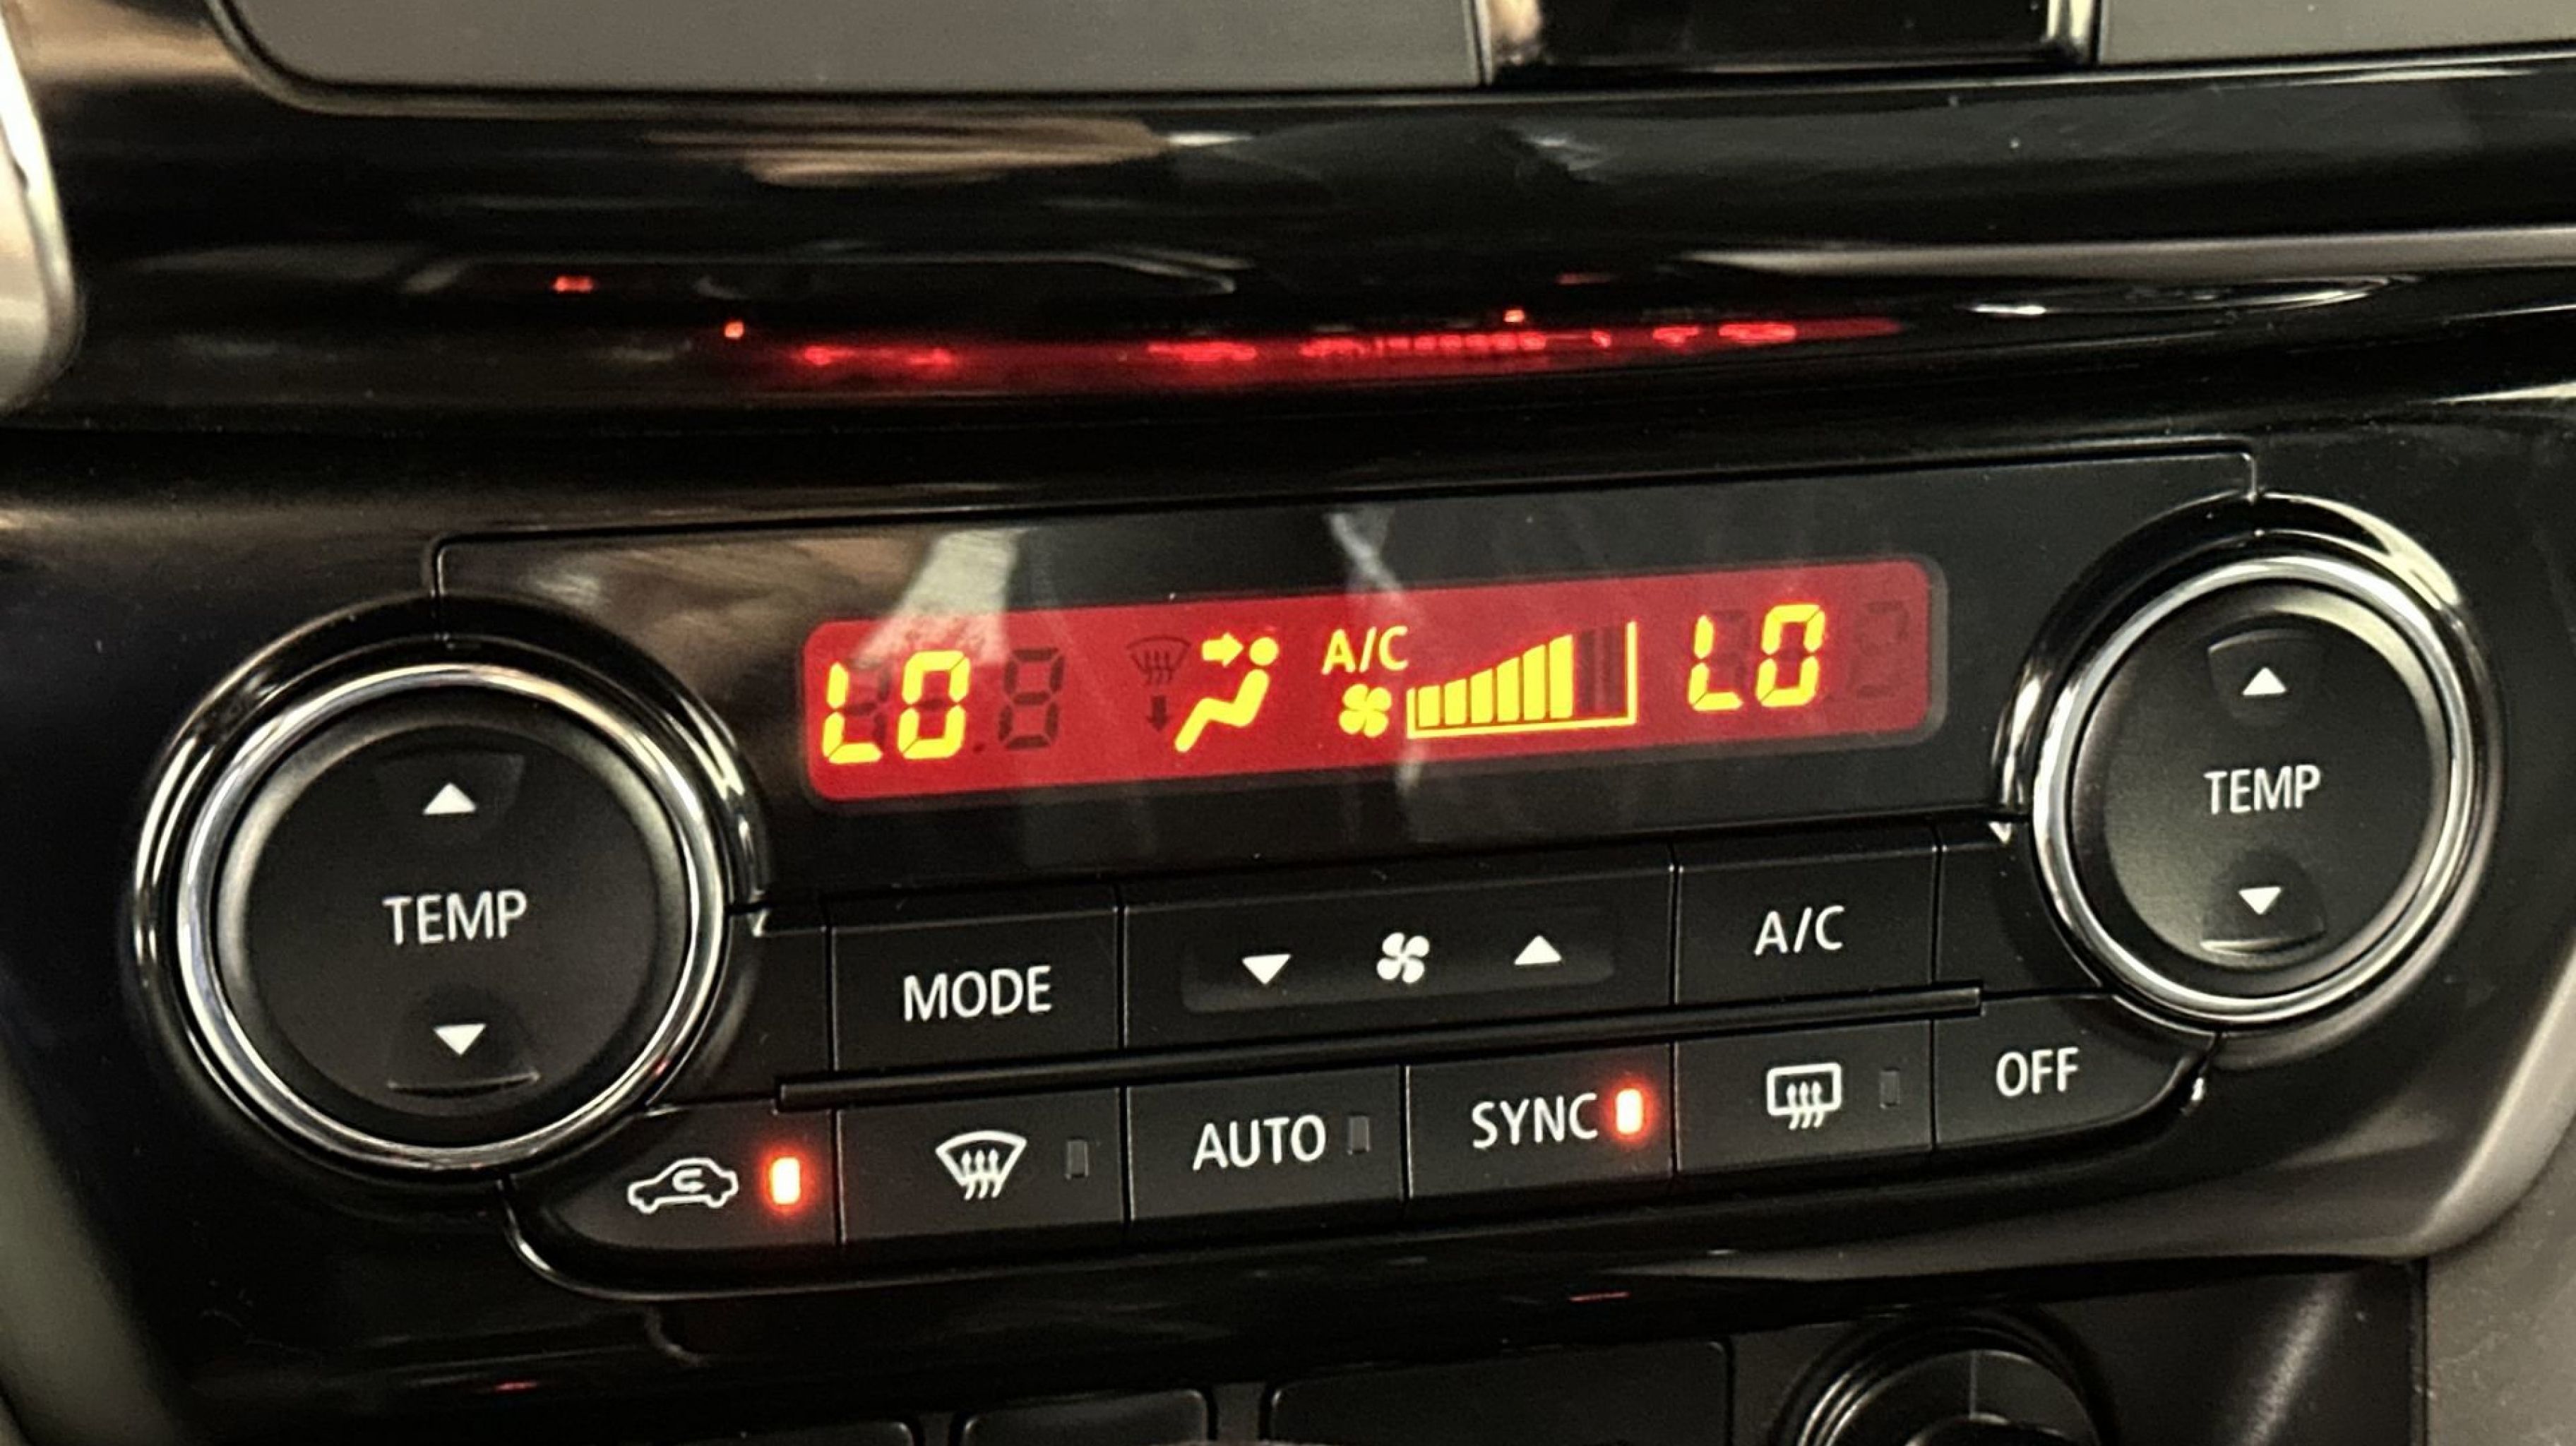 LO A/C LO
TEMP
TEMP
MODE A/C
AUTO SYNC OFF